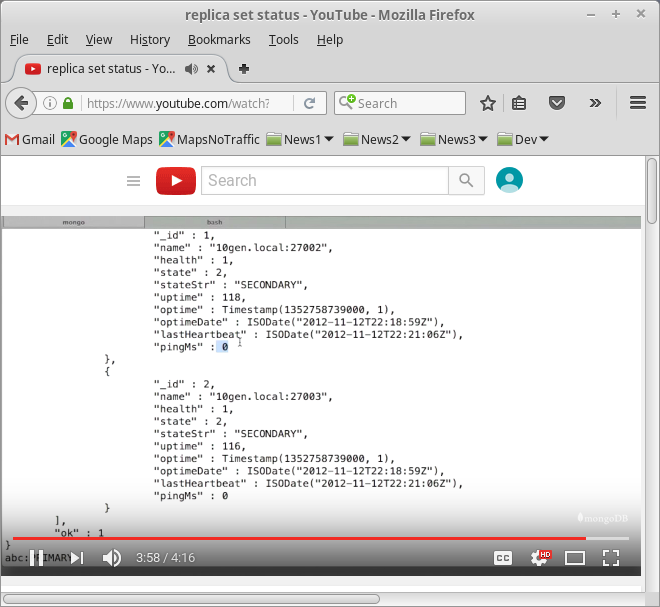 replica set status - YouTube - Mozilla Firefox
File Edit View History Bookmarks Tools Help
replica set status - Yo...
https://www.youtube.com/watch?
Search
Gmail Google Maps MapsNoTraffic News1 News2 News3 Dev
Search
mongo bash
"_id" : 1,
"name" : "10gen.local:27002",
"health" : 1,
"state" : 2,
"stateStr" : "SECONDARY",
"uptime" : 118,
"optime" : Timestamp(1352758739000, 1),
"optimeDate" : ISODate("2012-11-12T22:18:59Z"),
"lastHeartbeat" : ISODate("2012-11-12T22:21:06Z"),
"pingMs" : 0
},
{
"_id" : 2,
"name" : "10gen.local:27003",
"health" : 1,
"state" : 2,
"stateStr" : "SECONDARY",
"uptime" : 116,
"optime" : Timestamp(1352758739000, 1),
"optimeDate" : ISODate("2012-11-12T22:18:59Z"),
"lastHeartbeat" : ISODate("2012-11-12T22:21:06Z"),
"pingMs" : 0
}
],
mongoDB
"ok" : 1
}
abc:PRIMARY
3:58 / 4:16
CC
HD